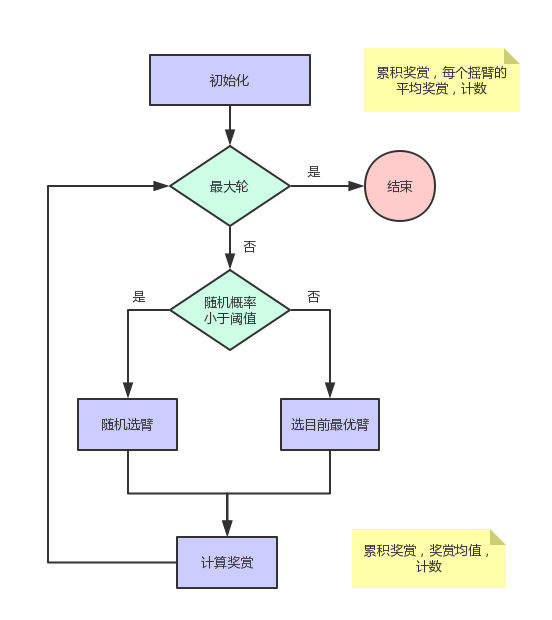 初始化
累积奖赏，每个摇臂的
平均奖赏，计数
最大轮
是
结束
否
随机概率
小于阈值
是
否
随机选臂
选目前最优臂
计算奖赏
累积奖赏，奖赏均值，
计数